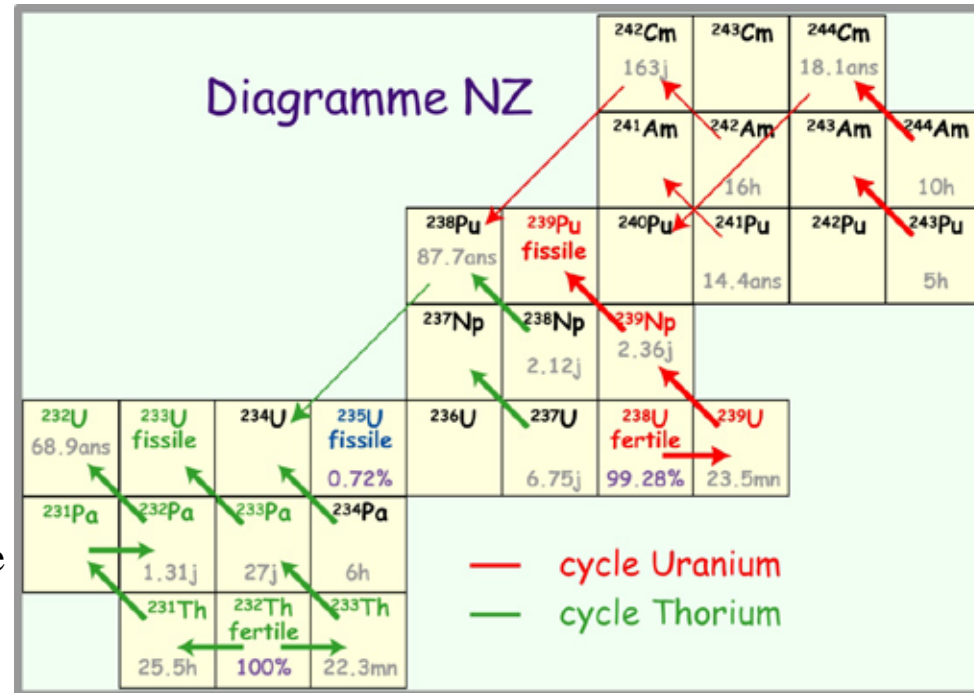 ²⁴²Cm ²⁴³Cm ²⁴⁴Cm
163j 18.1ans
Diagramme NZ
²⁴¹Am ²⁴²Am ²⁴³Am ²⁴⁴Am
16h 10h
²³⁸Pu ²³⁹Pu ²⁴⁰Pu ²⁴¹Pu ²⁴²Pu ²⁴³Pu
87.7ans fissile
14.4ans 5h
²³⁷Np ²³⁸Np ²³⁹Np
2.12j 2.36j
²³²U ²³³U ²³⁴U ²³⁵U ²³⁶U ²³⁷U ²³⁸U ²³⁹U
68.9ans fissile fissile fertile
0.72% 6.75j 99.28% 23.5mn
²³¹Pa ²³²Pa ²³³Pa ²³⁴Pa
1.31j 27j 6h
e
cycle Uranium
²³¹Th ²³²Th ²³³Th
fertile
cycle Thorium
25.5h 100% 22.3mn